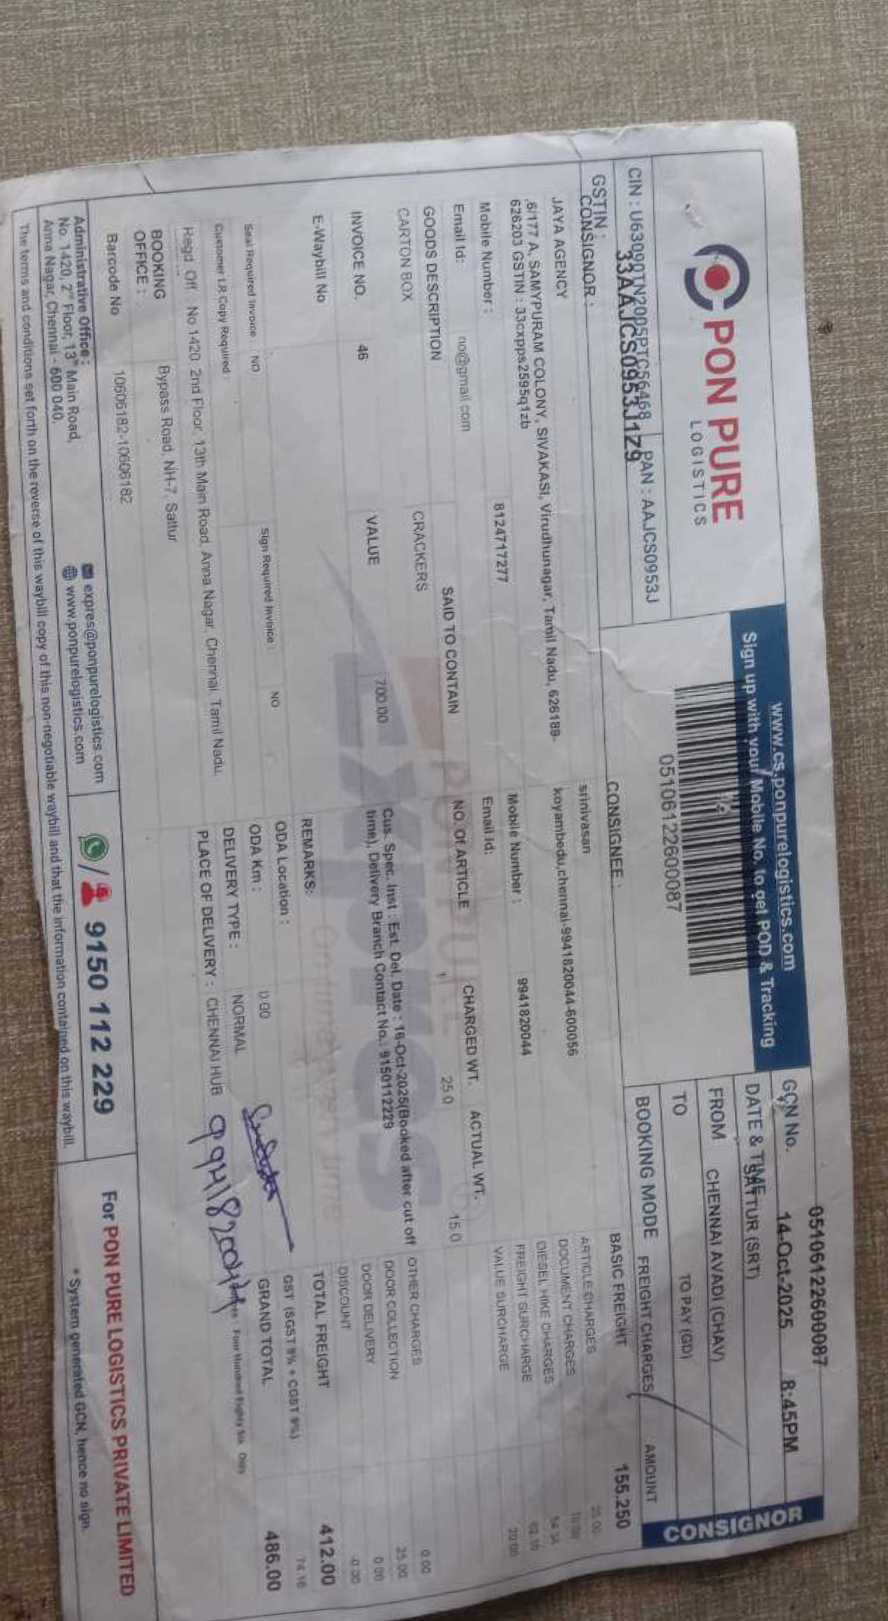 PON PURE
LOGISTICS
CIN : U63090TN2005PTC56468 PAN : AAJCS0953J
GSTIN : 33AAJCS0953J1Z9
www.cs.ponpurelogistics.com
Sign up with your Mobile No. to get POD & Tracking
05106122600087
GCN No. 05106122600087
DATE & TIME 14-Oct-2025 8:45PM
FROM SATTUR (SRT)
TO CHENNAI AVADI (CHAV)
BOOKING MODE TO PAY (GD)
CONSIGNOR
CONSIGNOR :
JAYA AGENCY
,6/177 A, SAMYPURAM COLONY, SIVAKASI, Virudhunagar, Tamil Nadu, 626189-
626203 GSTIN : 33cxpps2595q1zb
Mobile Number : 8124717277
Email Id: no@gmail.com
CONSIGNEE :
srinivasan
koyambedu,chennai-9941820044-600056
Mobile Number : 9941820044
Email Id:
GOODS DESCRIPTION SAID TO CONTAIN NO. Of ARTICLE CHARGED WT. ACTUAL WT.
CARTON BOX CRACKERS 1 25.0 15.0
INVOICE NO. 46 VALUE 700.00
Cus. Spec. Inst : Est. Del. Date : 16-Oct-2025(Booked after cut off
time), Delivery Branch Contact No.: 9150112229
E-Waybill No
REMARKS:
Seal Required Invoice : NO Sign Required Invoice : NO
Customer LR Copy Required :
ODA Location :
ODA Km : 0.00
Regd. Off : No 1420, 2nd Floor, 13th Main Road, Anna Nagar, Chennai, Tamil Nadu,
DELIVERY TYPE : NORMAL
BOOKING OFFICE : Bypass Road, NH-7, Sattur
PLACE OF DELIVERY : CHENNAI HUB
Barcode No 10606182-10606182
9941820044
FREIGHT CHARGES AMOUNT
BASIC FREIGHT 155.250
ARTICLE CHARGES
DOCUMENT CHARGES
DIESEL HIKE CHARGES
FREIGHT SURCHARGE
VALUE SURCHARGE 20.00
OTHER CHARGES 0.00
DOOR COLLECTION 25.00
DOOR DELIVERY 0.00
DISCOUNT 0.00
TOTAL FREIGHT 412.00
GST (SGST 9% + CGST 9%) 74.16
GRAND TOTAL 486.00
Four Hundred Eighty Six Only
Administrative Office :
No. 1420, 2nd Floor, 13th Main Road,
Anna Nagar, Chennai - 600 040.
expres@ponpurelogistics.com
www.ponpurelogistics.com
/ 9150 112 229
For PON PURE LOGISTICS PRIVATE LIMITED
* System generated GCN, hence no sign.
The terms and conditions set forth on the reverse of this waybill copy of this non-negotiable waybill and that the information contained on this waybill.